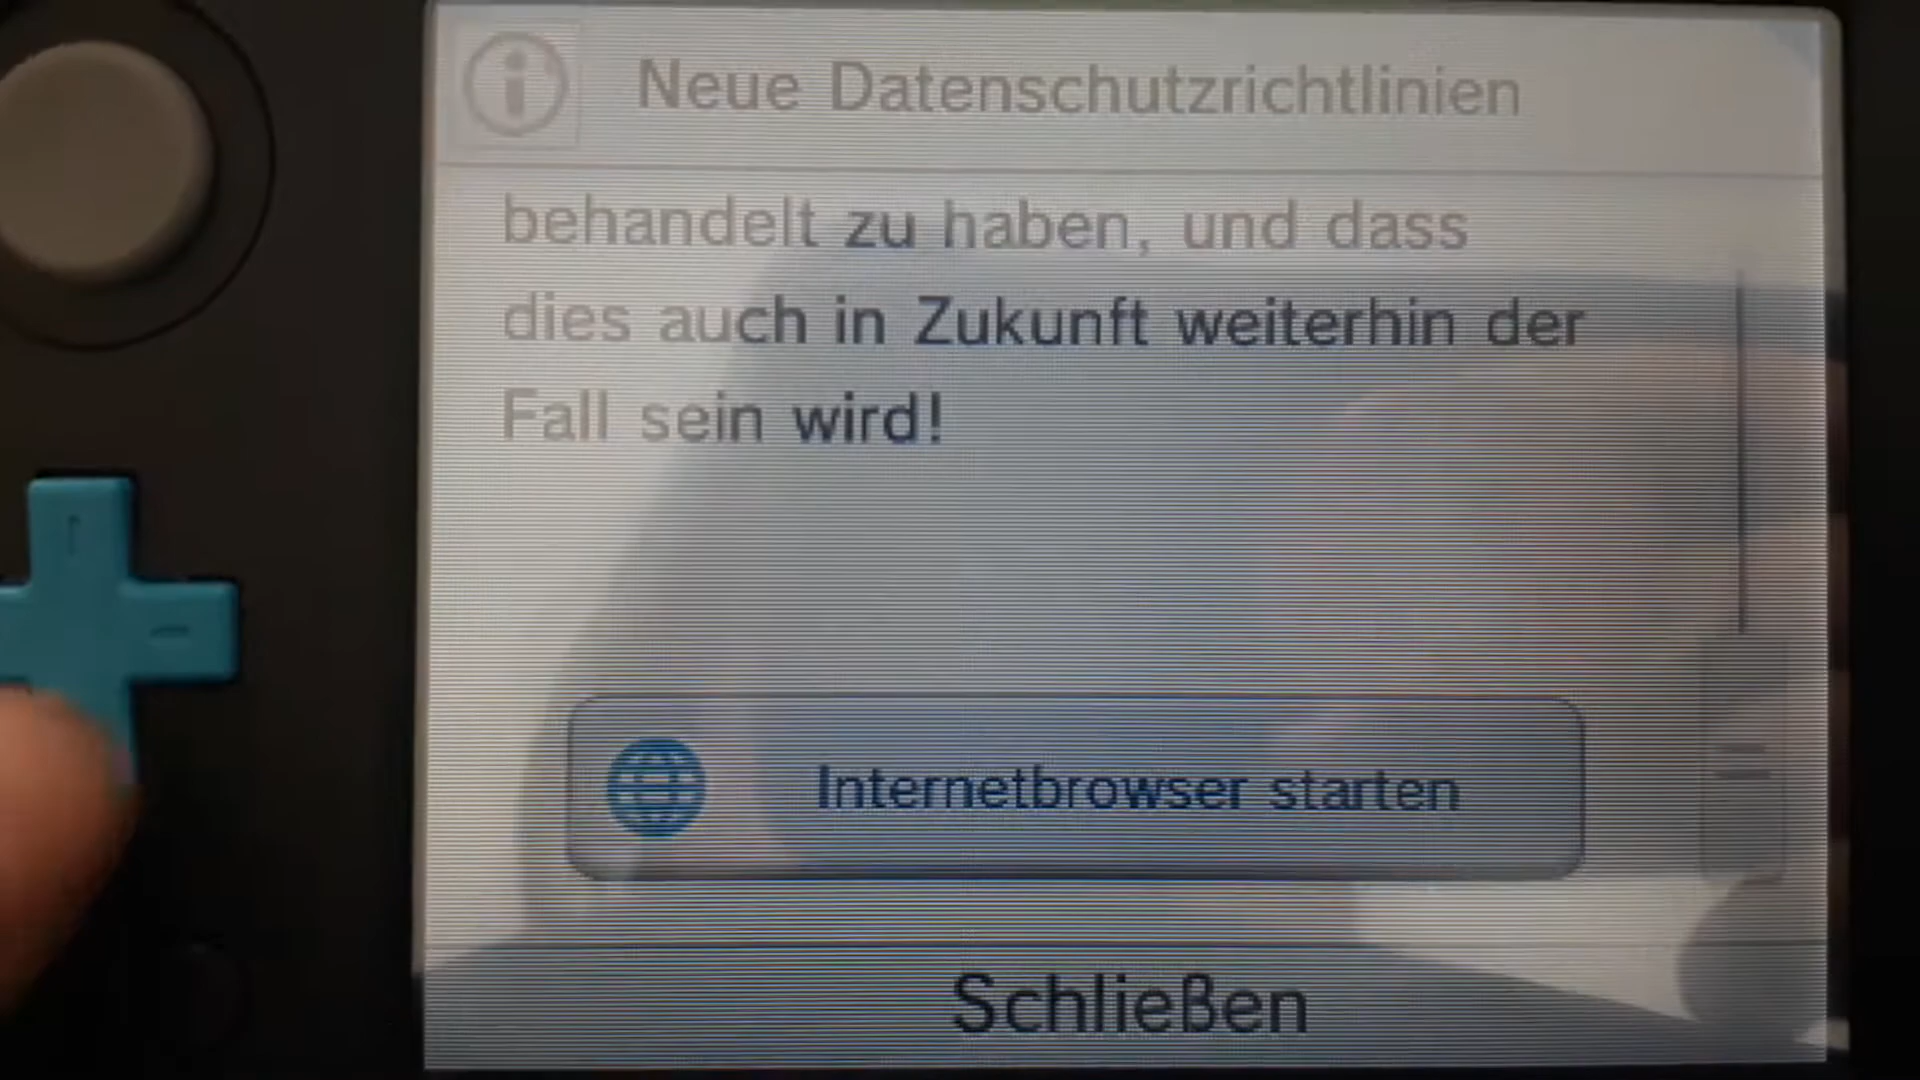 Neue Datenschutzrichtlinien
behandelt zu haben, und dass
dies auch in Zukunft weiterhin der
Fall sein wird!
Internetbrowser starten
Schließen